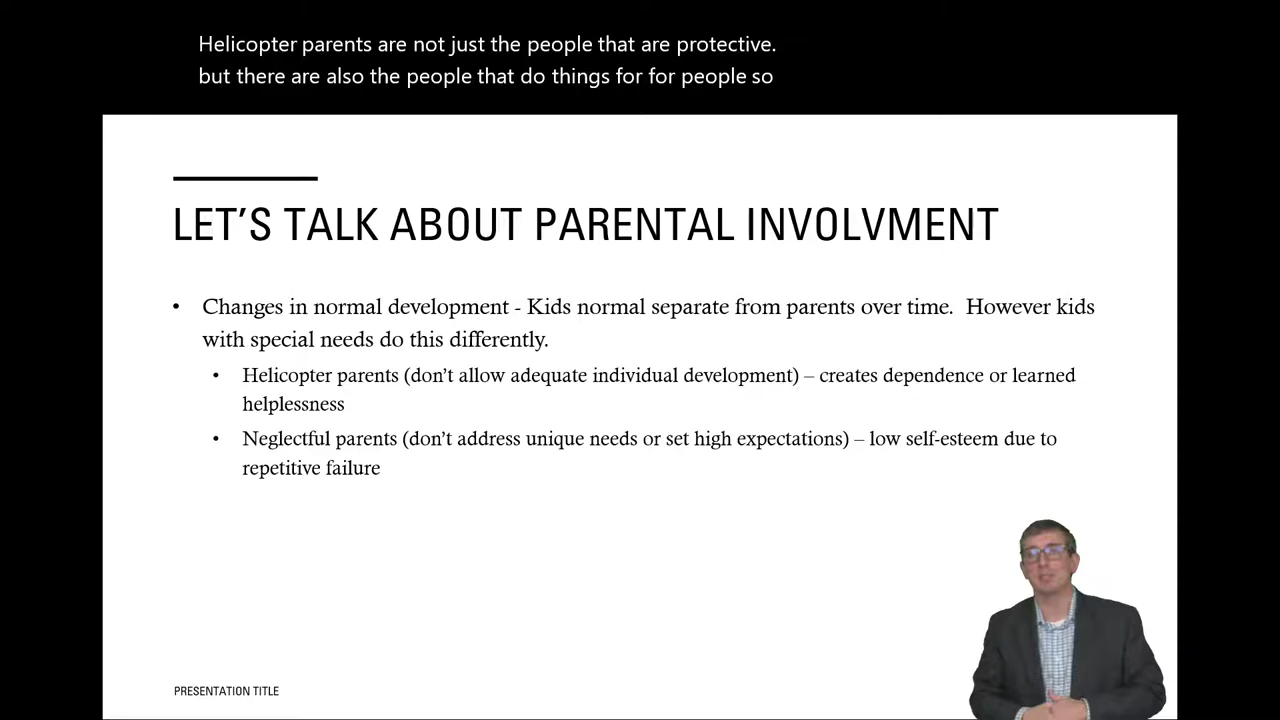 Helicopter parents are not just the people that are protective.
but there are also the people that do things for for people so
LET’S TALK ABOUT PARENTAL INVOLVMENT
• Changes in normal development - Kids normal separate from parents over time.  However kids
with special needs do this differently.
• Helicopter parents (don’t allow adequate individual development) – creates dependence or learned
helplessness
• Neglectful parents (don’t address unique needs or set high expectations) – low self-esteem due to
repetitive failure
PRESENTATION TITLE